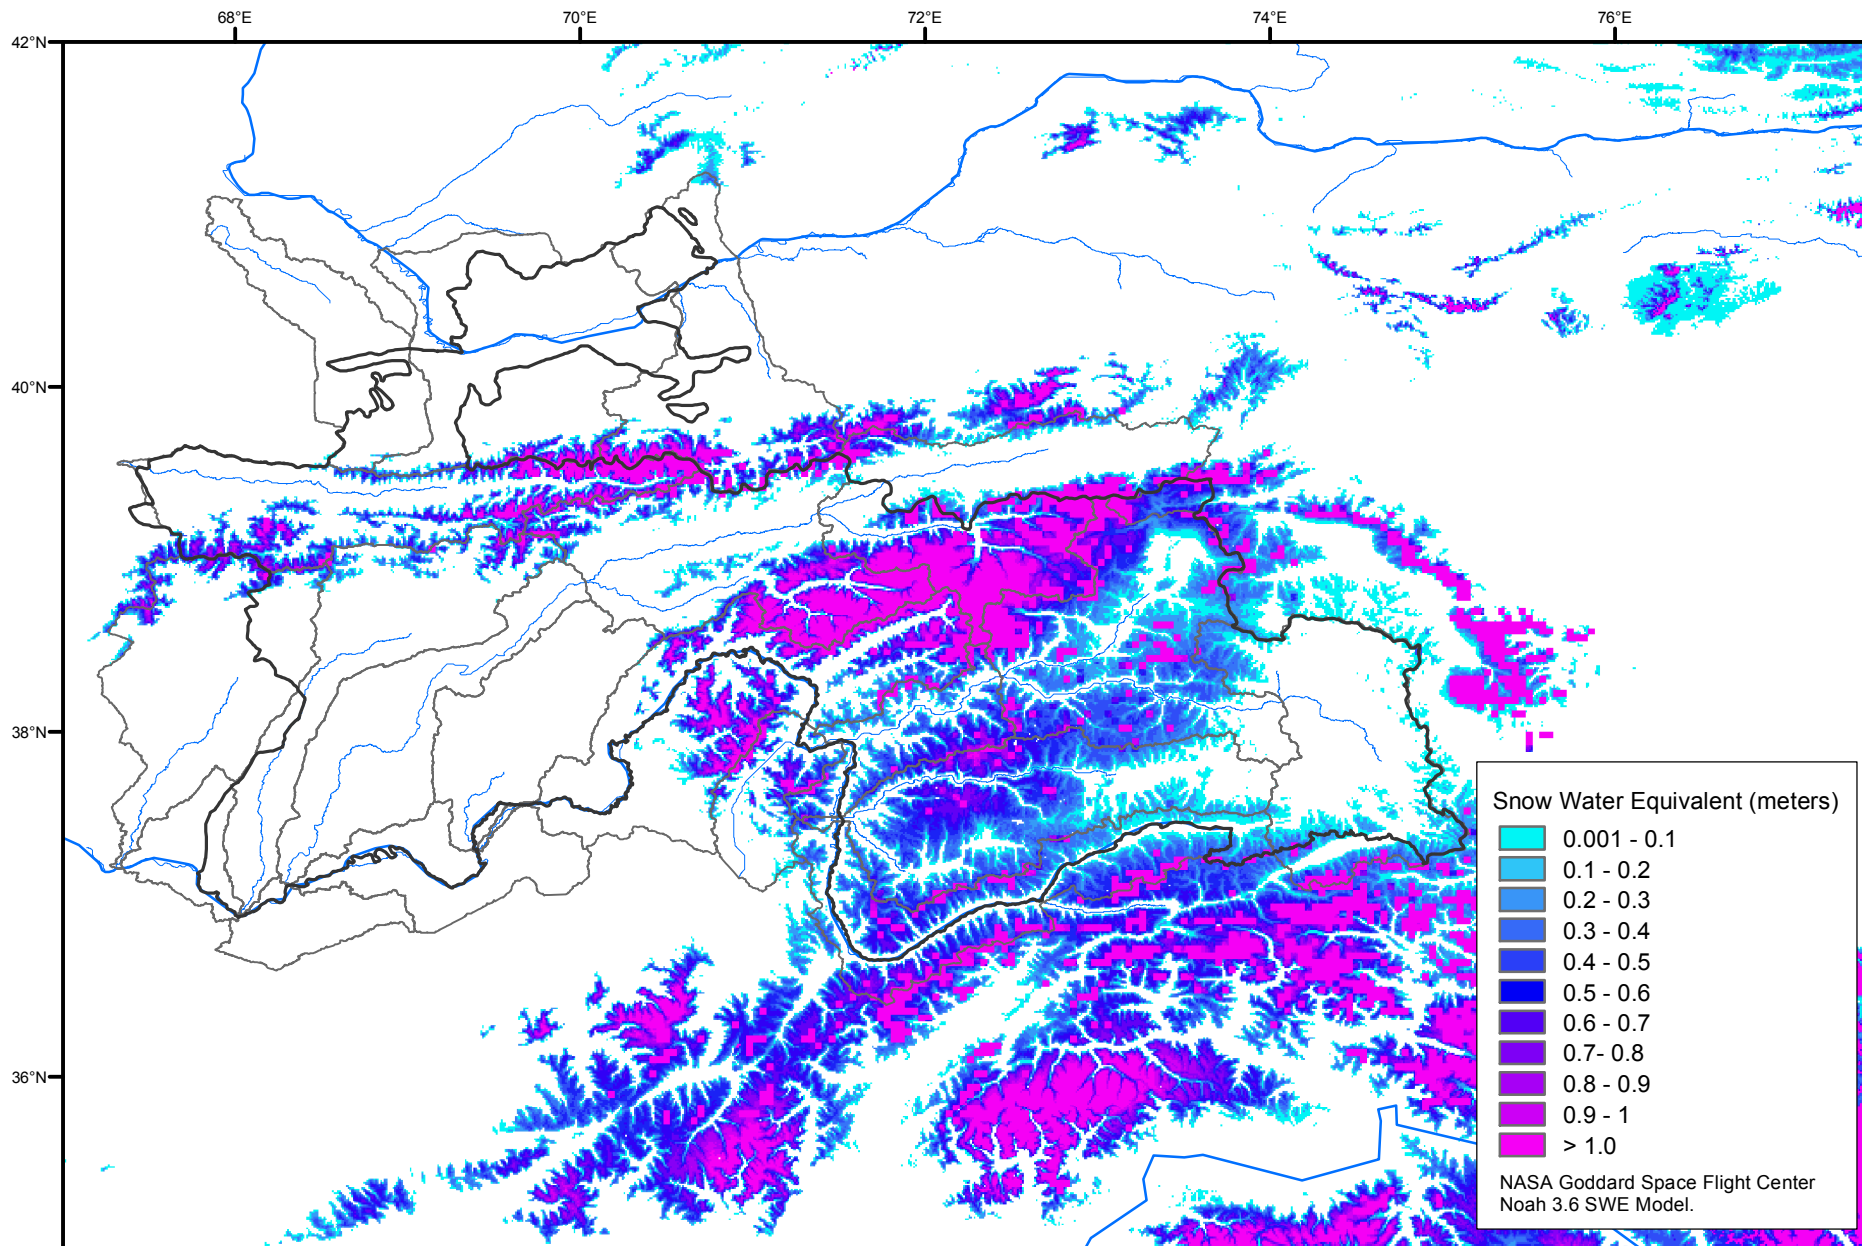 68°E
70°E
72°E
74°E
76°E
42°N
40°N
38°N
36°N
Snow Water Equivalent (meters)
0.001 - 0.1
0.1 - 0.2
0.2 - 0.3
0.3 - 0.4
0.4 - 0.5
0.5 - 0.6
0.6 - 0.7
0.7- 0.8
0.8 - 0.9
0.9 - 1
> 1.0
NASA Goddard Space Flight Center
Noah 3.6 SWE Model.